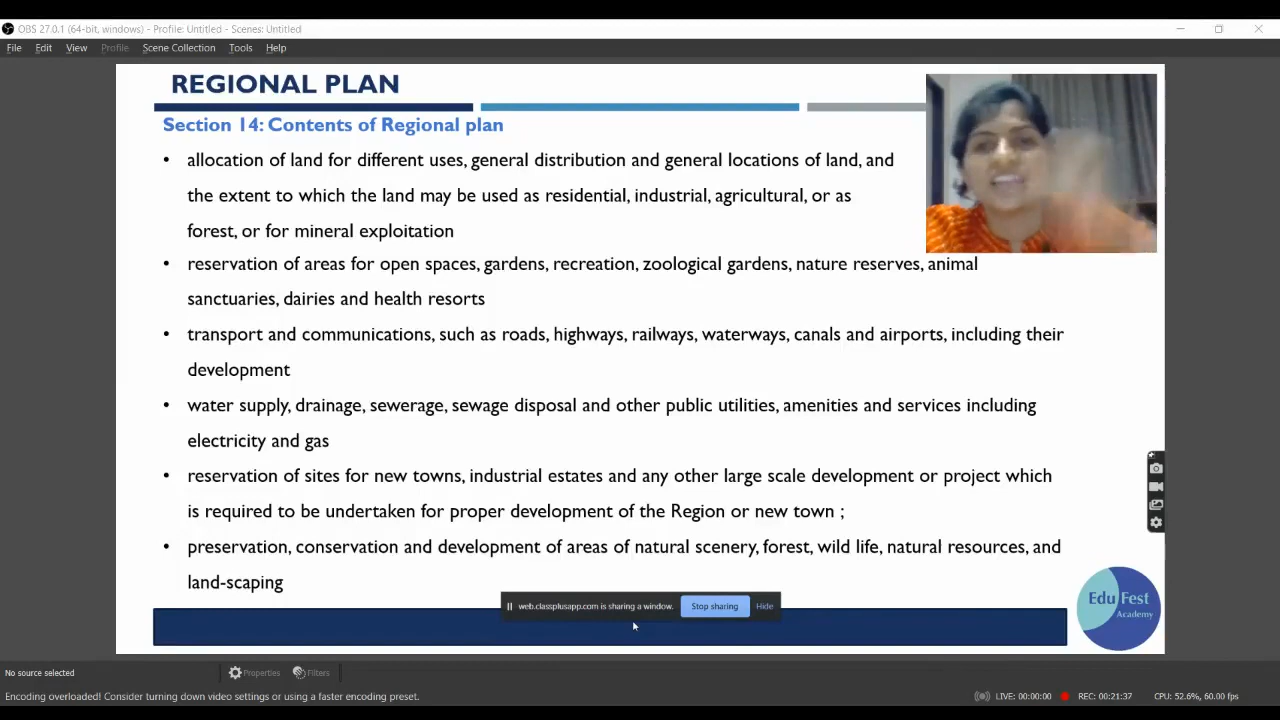 OBS 27.0.1 (64-bit, windows) - Profile: Untitled - Scenes: Untitled
File Edit View Profile Scene Collection Tools Help
REGIONAL PLAN
Section 14: Contents of Regional plan
• allocation of land for different uses, general distribution and general locations of land, and
the extent to which the land may be used as residential, industrial, agricultural, or as
forest, or for mineral exploitation
• reservation of areas for open spaces, gardens, recreation, zoological gardens, nature reserves, animal
sanctuaries, dairies and health resorts
• transport and communications, such as roads, highways, railways, waterways, canals and airports, including their
development
• water supply, drainage, sewerage, sewage disposal and other public utilities, amenities and services including
electricity and gas
• reservation of sites for new towns, industrial estates and any other large scale development or project which
is required to be undertaken for proper development of the Region or new town ;
• preservation, conservation and development of areas of natural scenery, forest, wild life, natural resources, and
land-scaping
web.classplusapp.com is sharing a window. Stop sharing Hide
Edu Fest
Academy
No source selected Properties Filters
Encoding overloaded! Consider turning down video settings or using a faster encoding preset. LIVE: 00:00:00 REC: 00:21:37 CPU: 52.6%, 60.00 fps